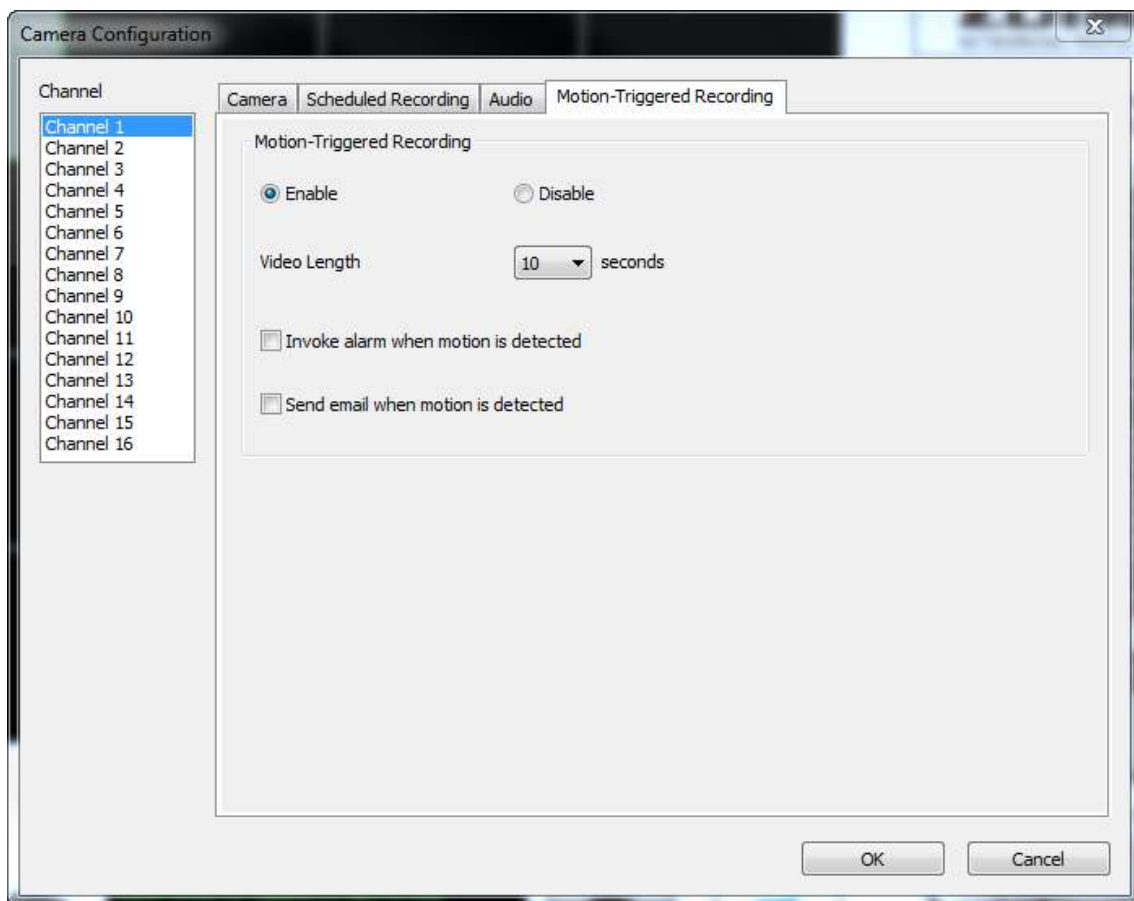 Camera Configuration
Channel
Channel 1
Channel 2
Channel 3
Channel 4
Channel 5
Channel 6
Channel 7
Channel 8
Channel 9
Channel 10
Channel 11
Channel 12
Channel 13
Channel 14
Channel 15
Channel 16
Camera Scheduled Recording Audio Motion-Triggered Recording
Motion-Triggered Recording
Enable Disable
Video Length 10 seconds
Invoke alarm when motion is detected
Send email when motion is detected
OK Cancel